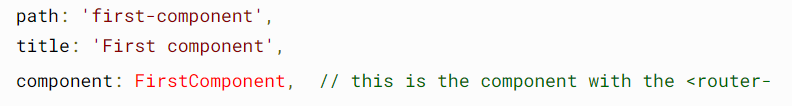 path: 'first-component',
title: 'First component',
component: FirstComponent,  // this is the component with the <router-